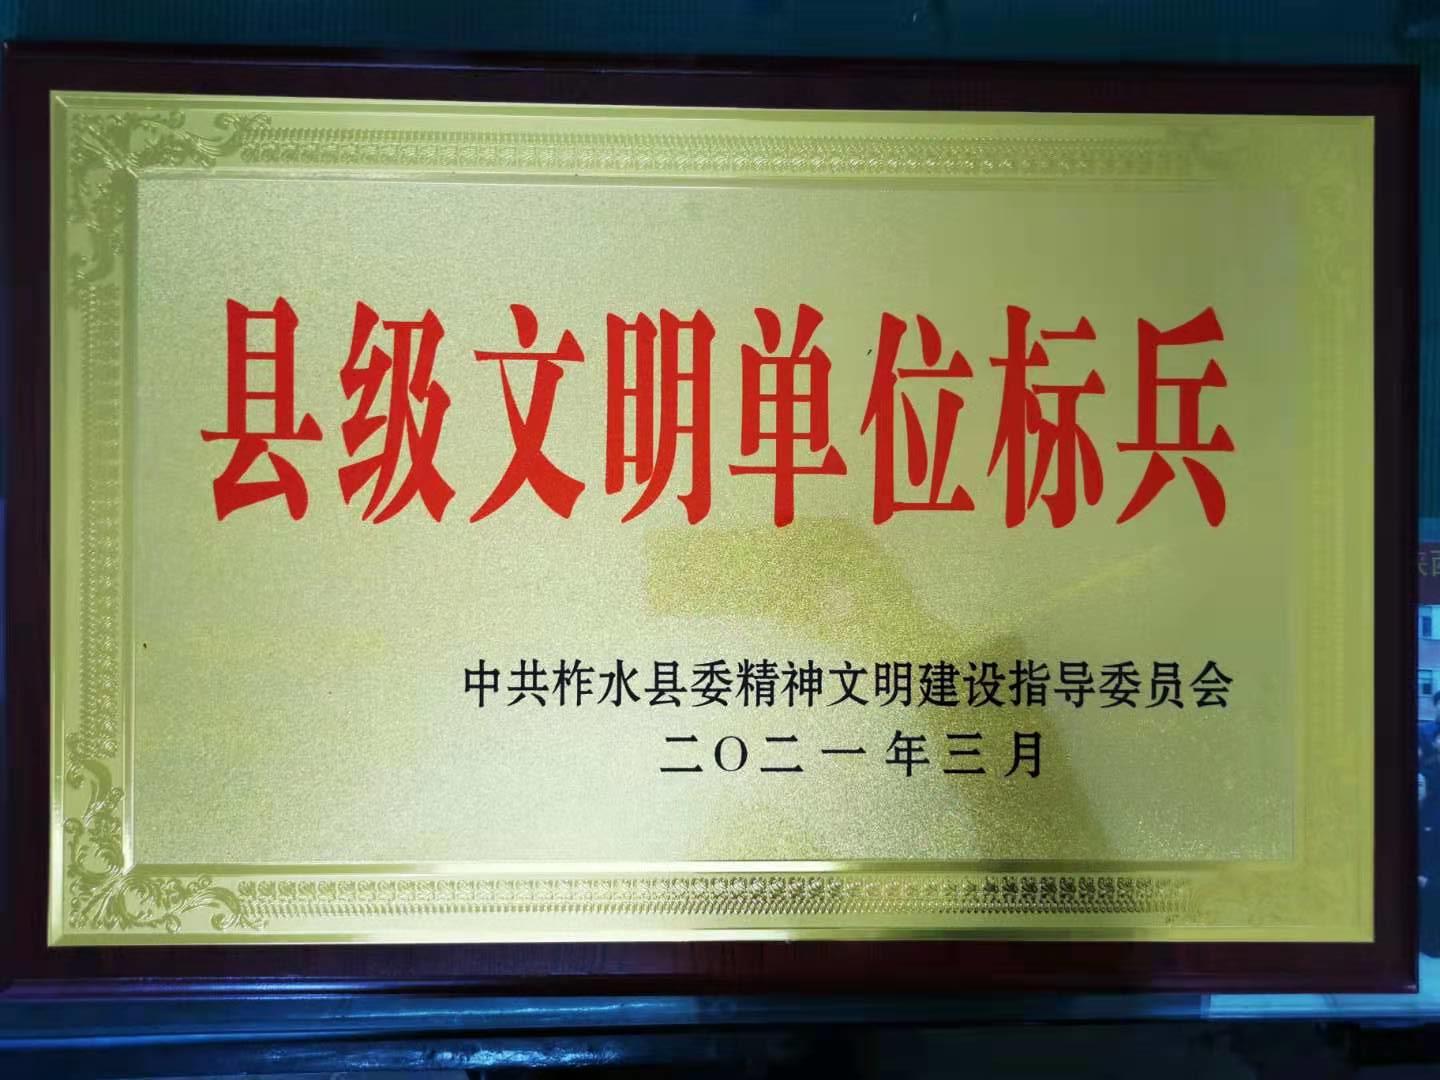 县级文明单位标兵
中共柞水县委精神文明建设指导委员会
二〇二一年三月